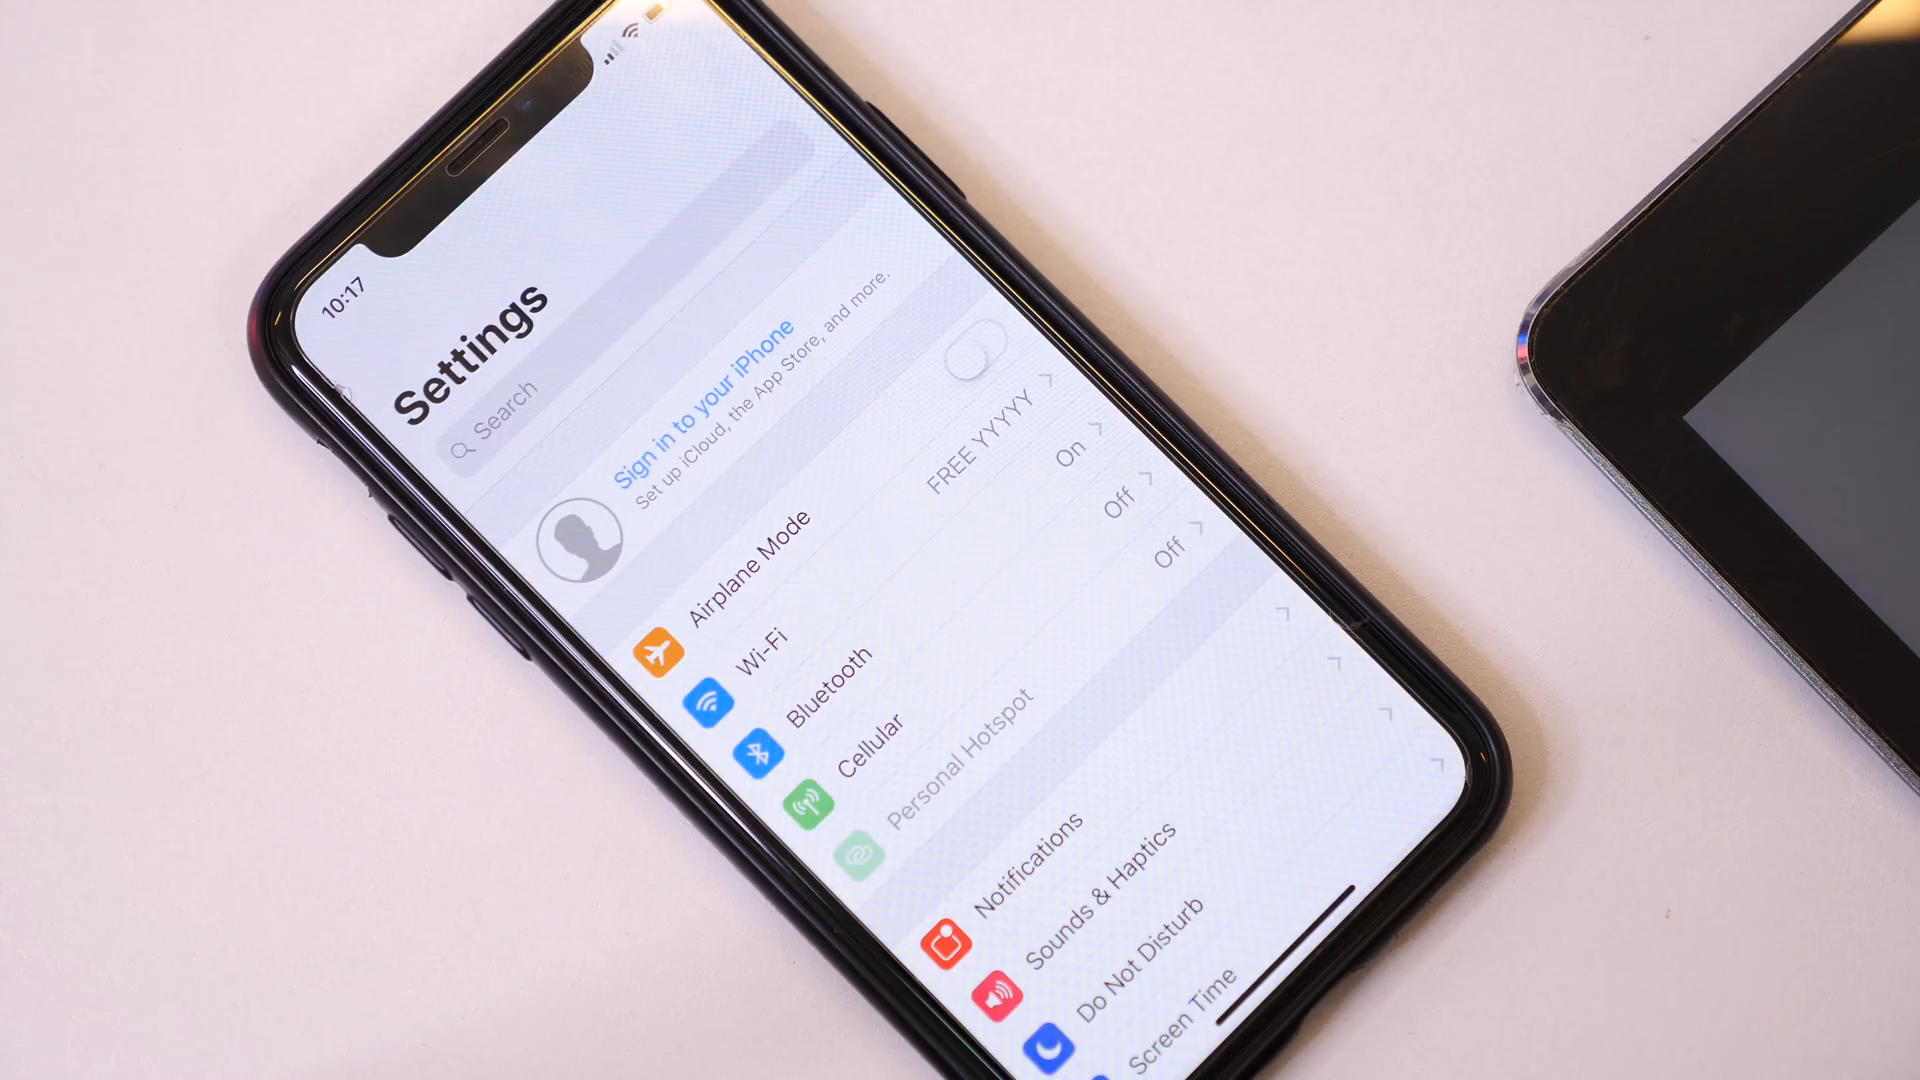 10:17
Settings
Search
Sign in to your iPhone
Set up iCloud, the App Store, and more.
Airplane Mode
Wi-Fi FREE YYYYY
Bluetooth On
Cellular Off
Personal Hotspot Off
Notifications
Sounds & Haptics
Do Not Disturb
Screen Time